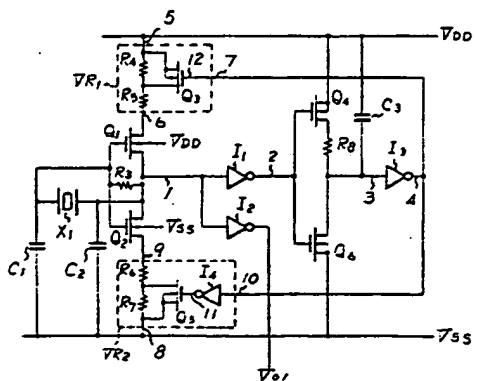 5
VDD
R4
12
7
VR1
Q3
R5
6
Q4
C3
Q1
VDD
I1
2
R8
I3
R3
1
3
4
X1
I2
Q2
VSS
C1
C2
9
Q6
R6
I4
10
R7
11
Q5
VSS
VR2
8
V01